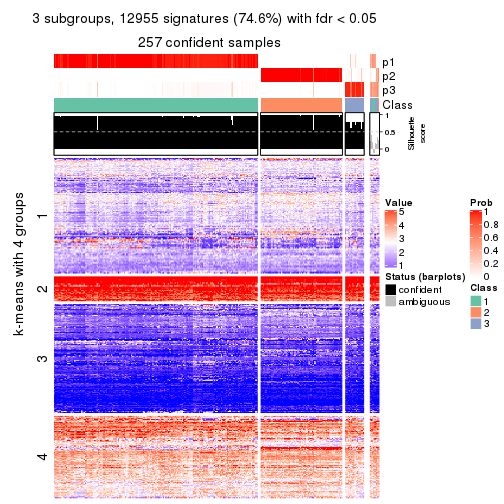 3 subgroups, 12955 signatures (74.6%) with fdr < 0.05
257 confident samples
p1
p2
p3
Class
1
0.5
0
Silhouette
score
k-means with 4 groups
1
2
3
4
Value
5
4
3
2
1
Status (barplots)
confident
ambiguous
Prob
1
0.8
0.6
0.4
0.2
0
Class
1
2
3